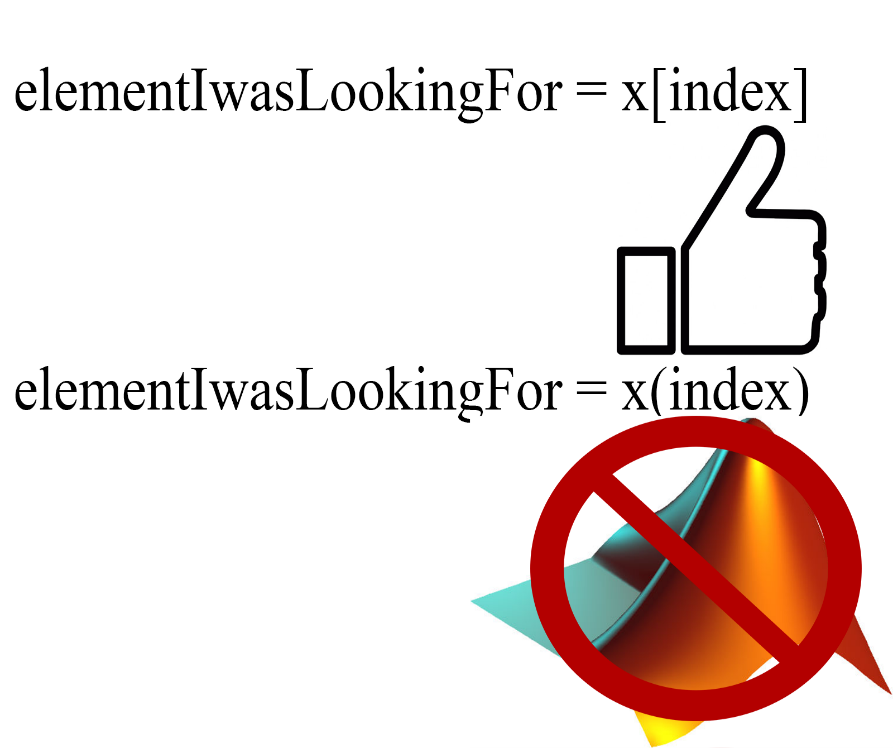 elementIwasLookingFor = x[index]
elementIwasLookingFor = x(index)